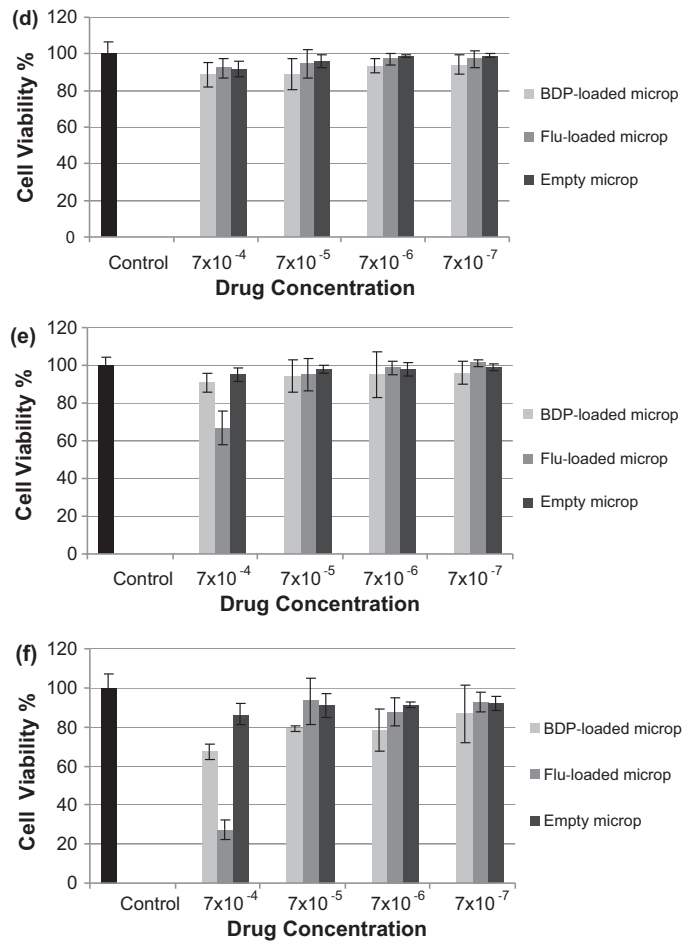 (d)
120
100
80
60
40
20
0
Cell Viability %
Control 7x10⁻⁴ 7x10⁻⁵ 7x10⁻⁶ 7x10⁻⁷
Drug Concentration
BDP-loaded microp
Flu-loaded microp
Empty microp
(e)
120
100
80
60
40
20
0
Cell Viability %
Control 7x10⁻⁴ 7x10⁻⁵ 7x10⁻⁶ 7x10⁻⁷
Drug Concentration
BDP-loaded microp
Flu-loaded microp
Empty microp
(f)
120
100
80
60
40
20
0
Cell Viability %
Control 7x10⁻⁴ 7x10⁻⁵ 7x10⁻⁶ 7x10⁻⁷
Drug Concentration
BDP-loaded microp
Flu-loaded microp
Empty microp